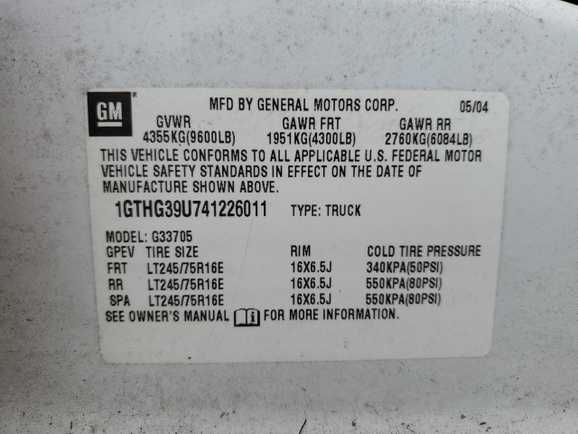 GM
MFD BY GENERAL MOTORS CORP. 05/04
GVWR GAWR FRT GAWR RR
4355KG(9600LB) 1951KG(4300LB) 2760KG(6084LB)
THIS VEHICLE CONFORMS TO ALL APPLICABLE U.S. FEDERAL MOTOR
VEHICLE SAFETY STANDARDS IN EFFECT ON THE DATE OF
MANUFACTURE SHOWN ABOVE.
1GTHG39U741226011 TYPE: TRUCK
MODEL: G33705
GPEV TIRE SIZE RIM COLD TIRE PRESSURE
FRT LT245/75R16E 16X6.5J 340KPA(50PSI)
RR LT245/75R16E 16X6.5J 550KPA(80PSI)
SPA LT245/75R16E 16X6.5J 550KPA(80PSI)
SEE OWNER'S MANUAL FOR MORE INFORMATION.